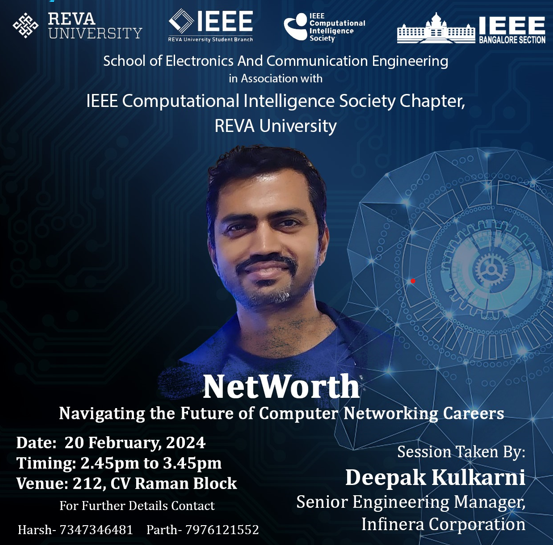 REVA
UNIVERSITY
IEEE
REVA University Student Branch
IEEE
Computational
Intelligence
Society
IEEE
BANGALORE SECTION
School of Electronics And Communication Engineering
in Association with
IEEE Computational Intelligence Society Chapter,
REVA University
NetWorth
Navigating the Future of Computer Networking Careers
Date: 20 February, 2024
Timing: 2.45pm to 3.45pm
Venue: 212, CV Raman Block
For Further Details Contact
Harsh- 7347346481 Parth- 7976121552
Session Taken By:
Deepak Kulkarni
Senior Engineering Manager,
Infinera Corporation